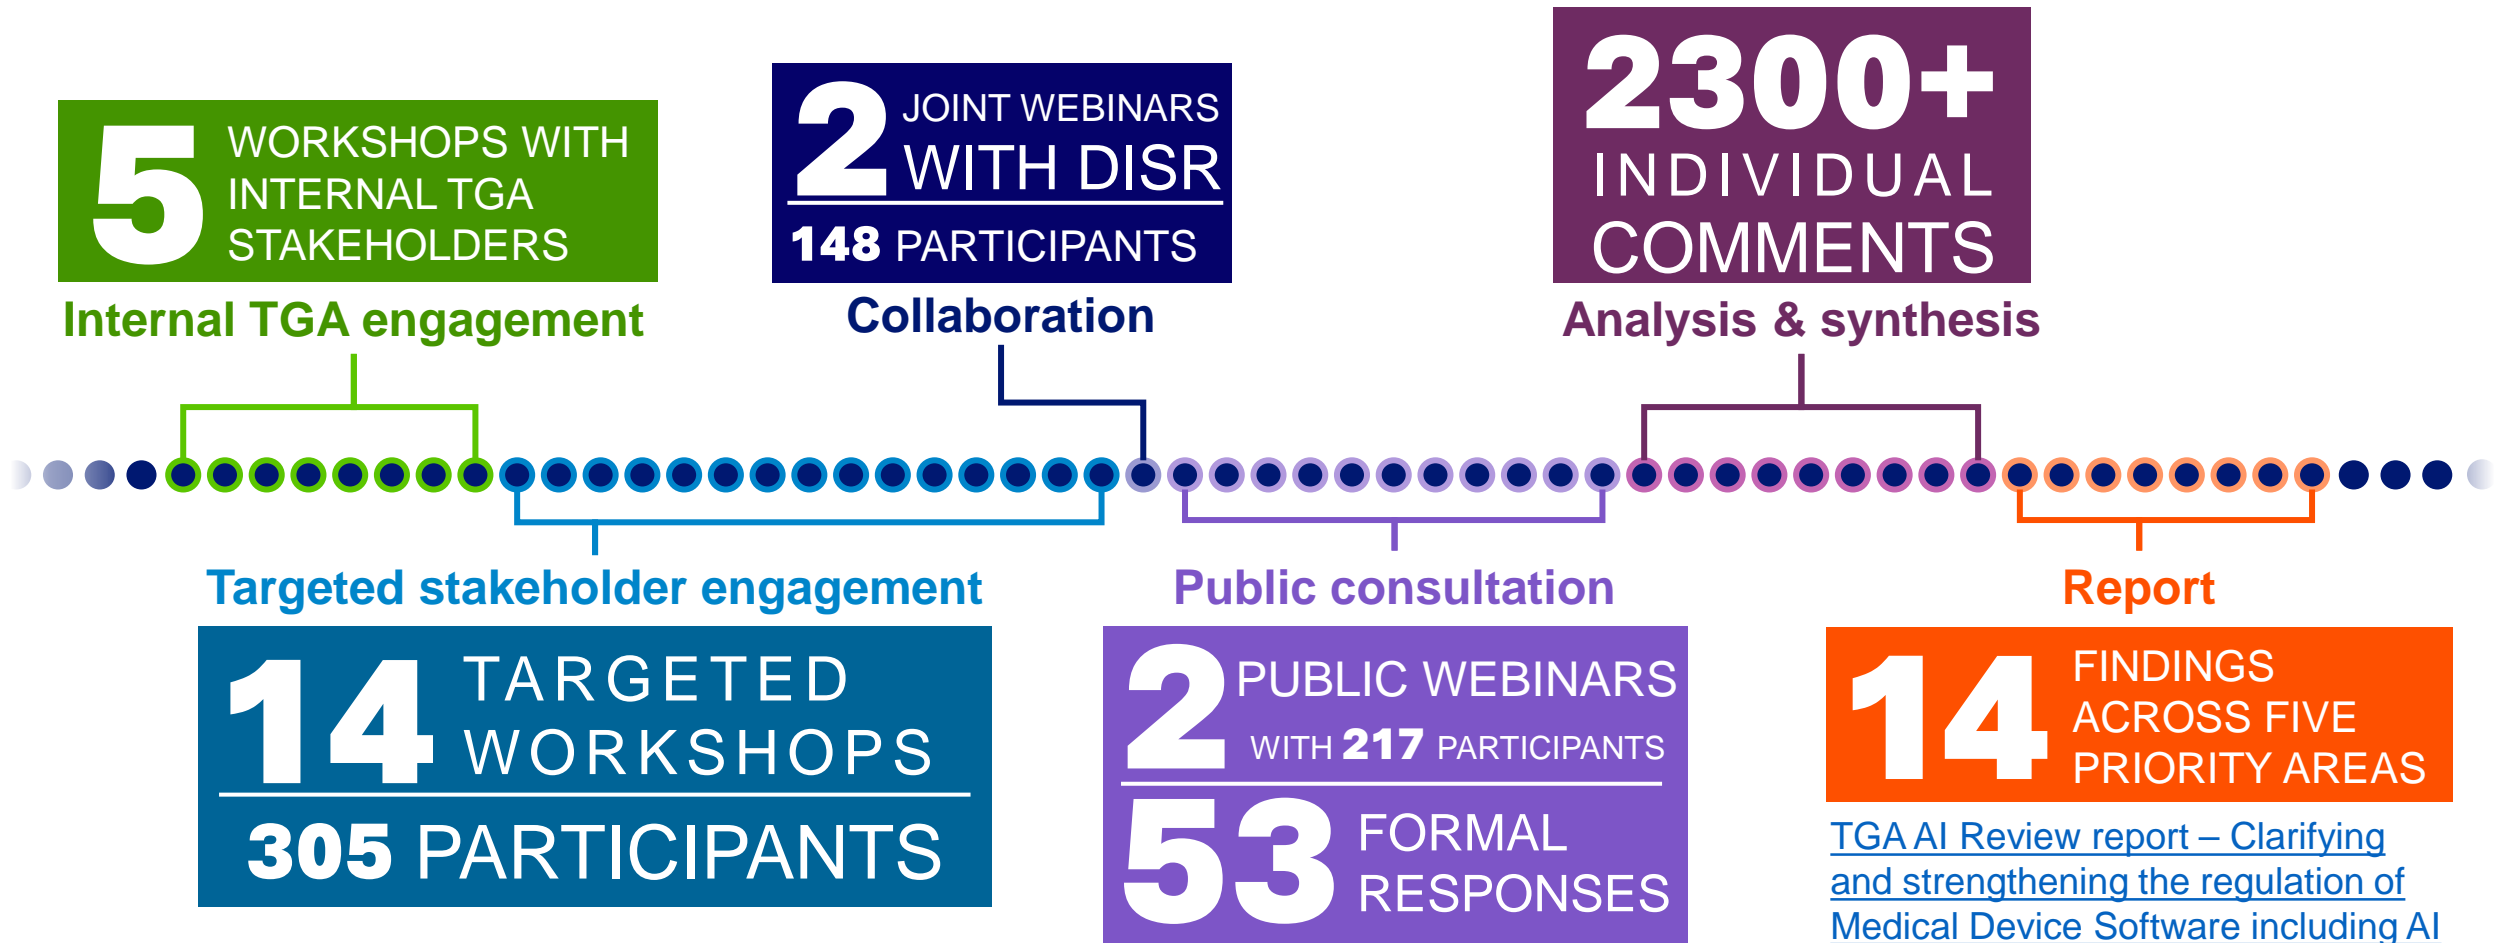 5 WORKSHOPS WITH
INTERNAL TGA
STAKEHOLDERS
Internal TGA engagement
2 JOINT WEBINARS
WITH DISR
148 PARTICIPANTS
Collaboration
2300+
INDIVIDUAL
COMMENTS
Analysis & synthesis
Targeted stakeholder engagement
14 TARGETED
WORKSHOPS
305 PARTICIPANTS
Public consultation
2 PUBLIC WEBINARS
WITH 217 PARTICIPANTS
53 FORMAL
RESPONSES
Report
14 FINDINGS
ACROSS FIVE
PRIORITY AREAS
TGA AI Review report – Clarifying
and strengthening the regulation of
Medical Device Software including AI